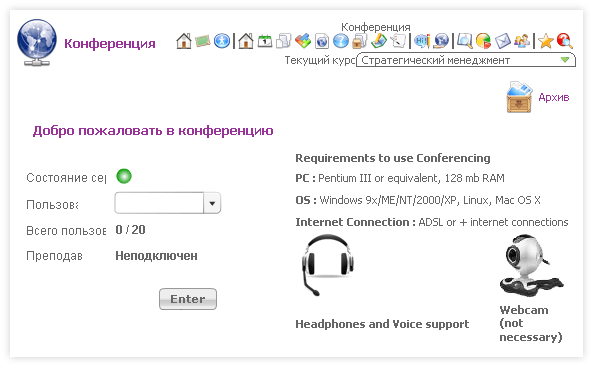 Конференция
Конференция
Текущий курс Стратегический менеджмент
Архив
Добро пожаловать в конференцию
Состояние сер
Пользова
Всего пользов 0 / 20
Преподав Неподключен
Enter
Requirements to use Conferencing
PC : Pentium III or equivalent, 128 mb RAM
OS : Windows 9x/ME/NT/2000/XP, Linux, Mac OS X
Internet Connection : ADSL or + internet connections
Headphones and Voice support
Webcam
(not
necessary)